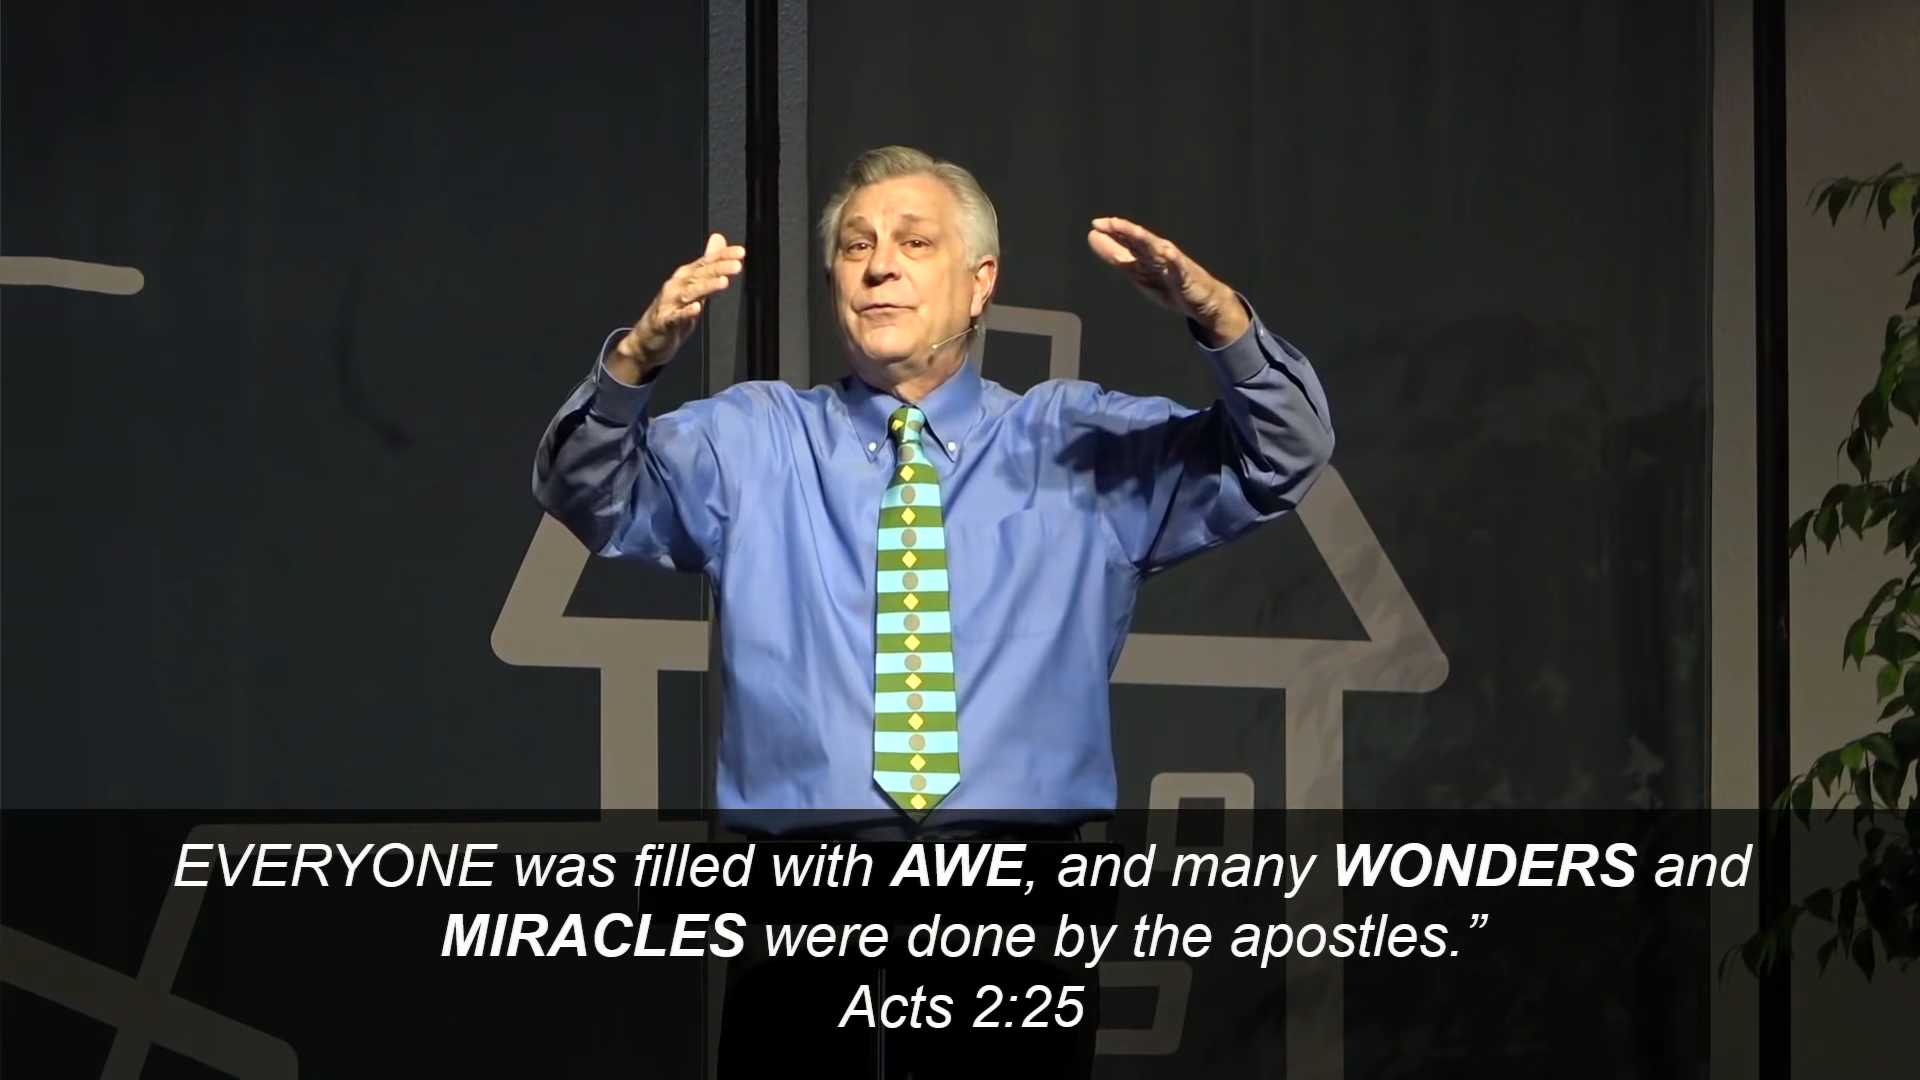 EVERYONE was filled with AWE, and many WONDERS and
MIRACLES were done by the apostles.”
Acts 2:25